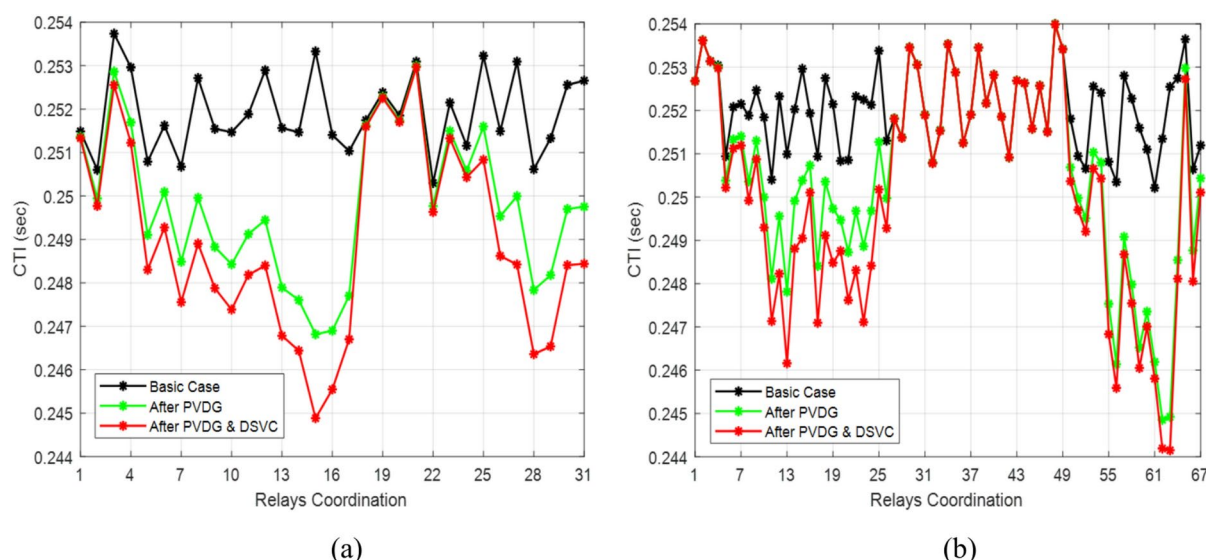 0.254
0.253
0.252
0.251
0.25
0.249
0.248
0.247
0.246
0.245
0.244
CTI (sec)
Basic Case
After PVDG
After PVDG & DSVC
1 4 7 10 13 16 19 22 25 28 31
Relays Coordination
(a)
0.254
0.253
0.252
0.251
0.25
0.249
0.248
0.247
0.246
0.245
0.244
CTI (sec)
Basic Case
After PVDG
After PVDG & DSVC
1 7 13 19 25 31 37 43 49 55 61 67
Relays Coordination
(b)